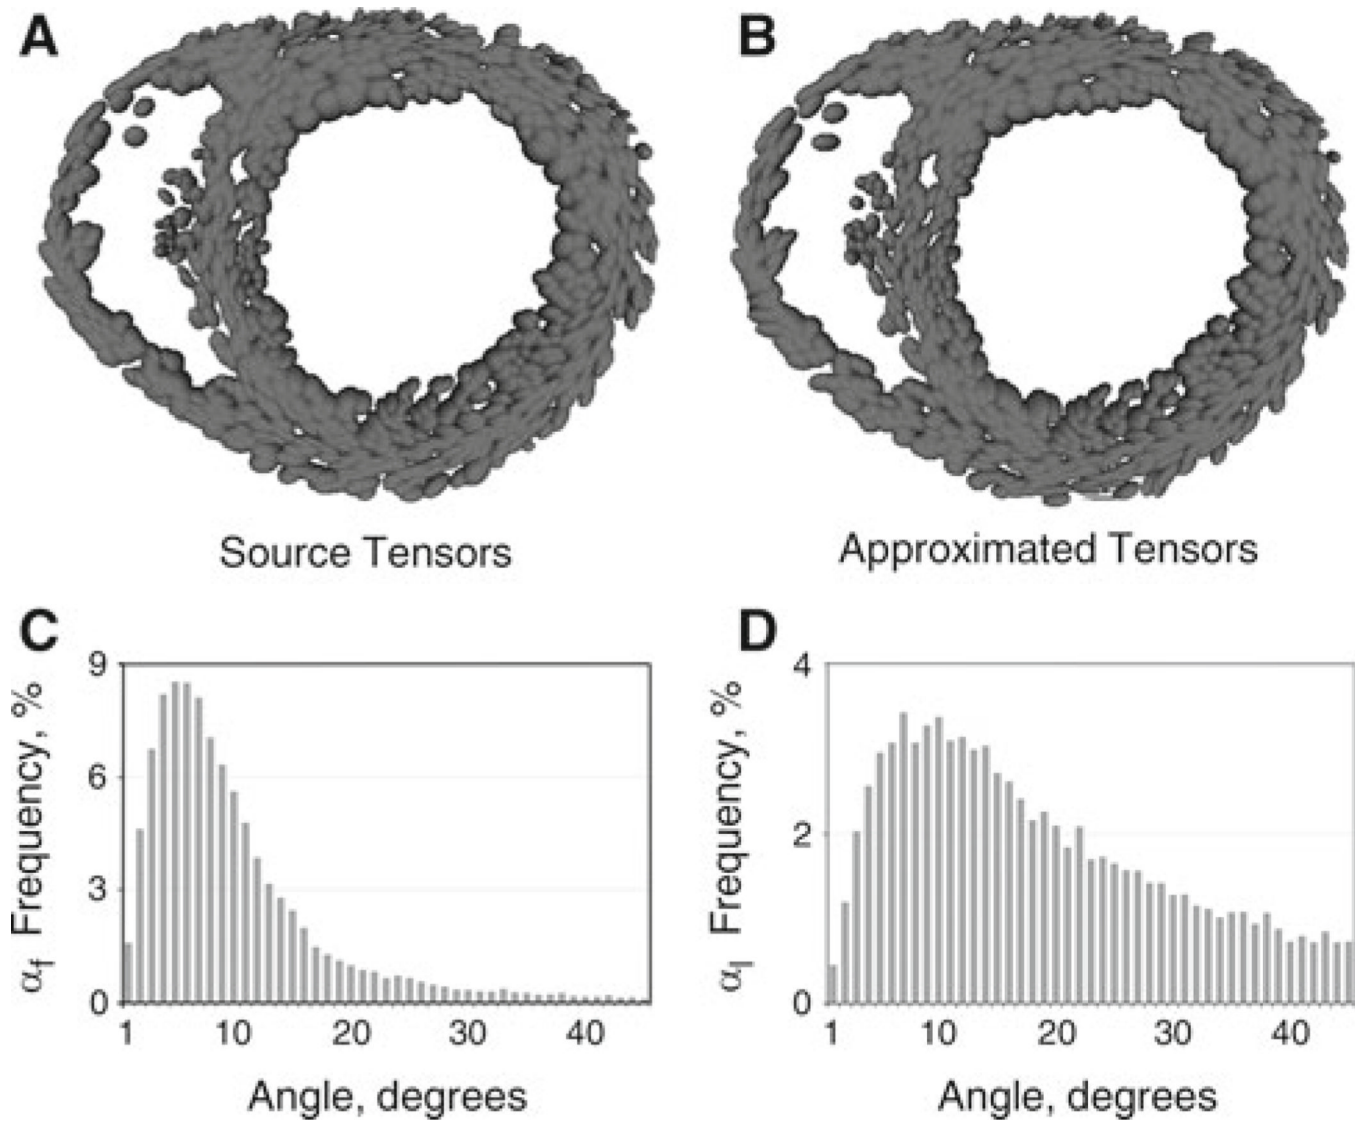 A
B
Source Tensors
Approximated Tensors
C
D
9
6
3
0
αf Frequency, %
1 10 20 30 40
Angle, degrees
4
2
0
αl Frequency, %
1 10 20 30 40
Angle, degrees